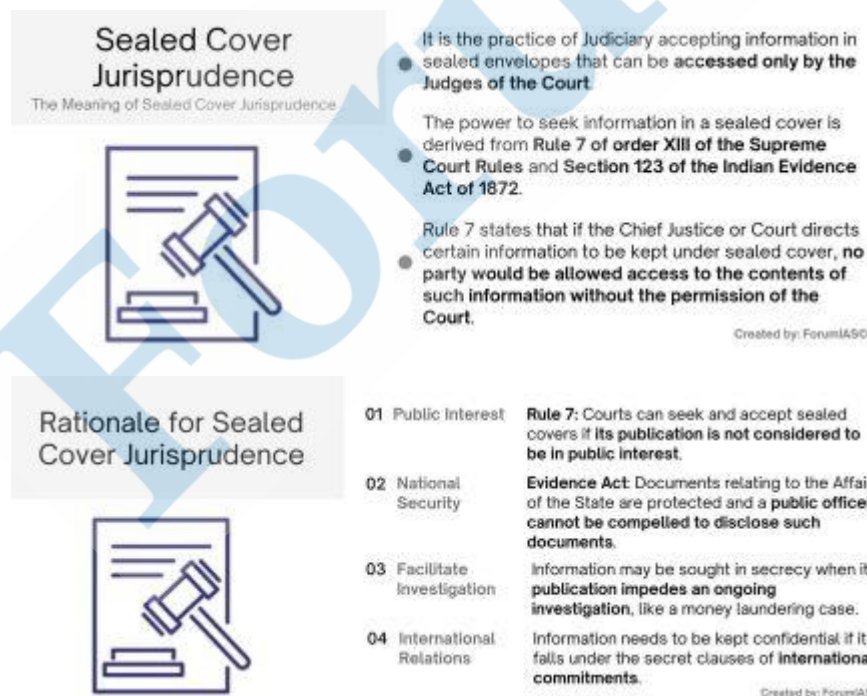 Sealed Cover
Jurisprudence
The Meaning of Sealed Cover Jurisprudence
It is the practice of Judiciary accepting information in
sealed envelopes that can be accessed only by the
Judges of the Court
The power to seek information in a sealed cover is
derived from Rule 7 of order XIII of the Supreme
Court Rules and Section 123 of the Indian Evidence
Act of 1872.
Rule 7 states that if the Chief Justice or Court directs
certain information to be kept under sealed cover, no
party would be allowed access to the contents of
such information without the permission of the
Court.
Created by: ForumIAS©
Rationale for Sealed
Cover Jurisprudence
01 Public Interest
Rule 7: Courts can seek and accept sealed
covers if its publication is not considered to
be in public interest.
02 National
Security
Evidence Act: Documents relating to the Affai
of the State are protected and a public office
cannot be compelled to disclose such
documents.
03 Facilitate
Investigation
Information may be sought in secrecy when it
publication impedes an ongoing
investigation, like a money laundering case.
04 International
Relations
Information needs to be kept confidential if it
falls under the secret clauses of internationa
commitments.
Created by: ForumIA
Foru